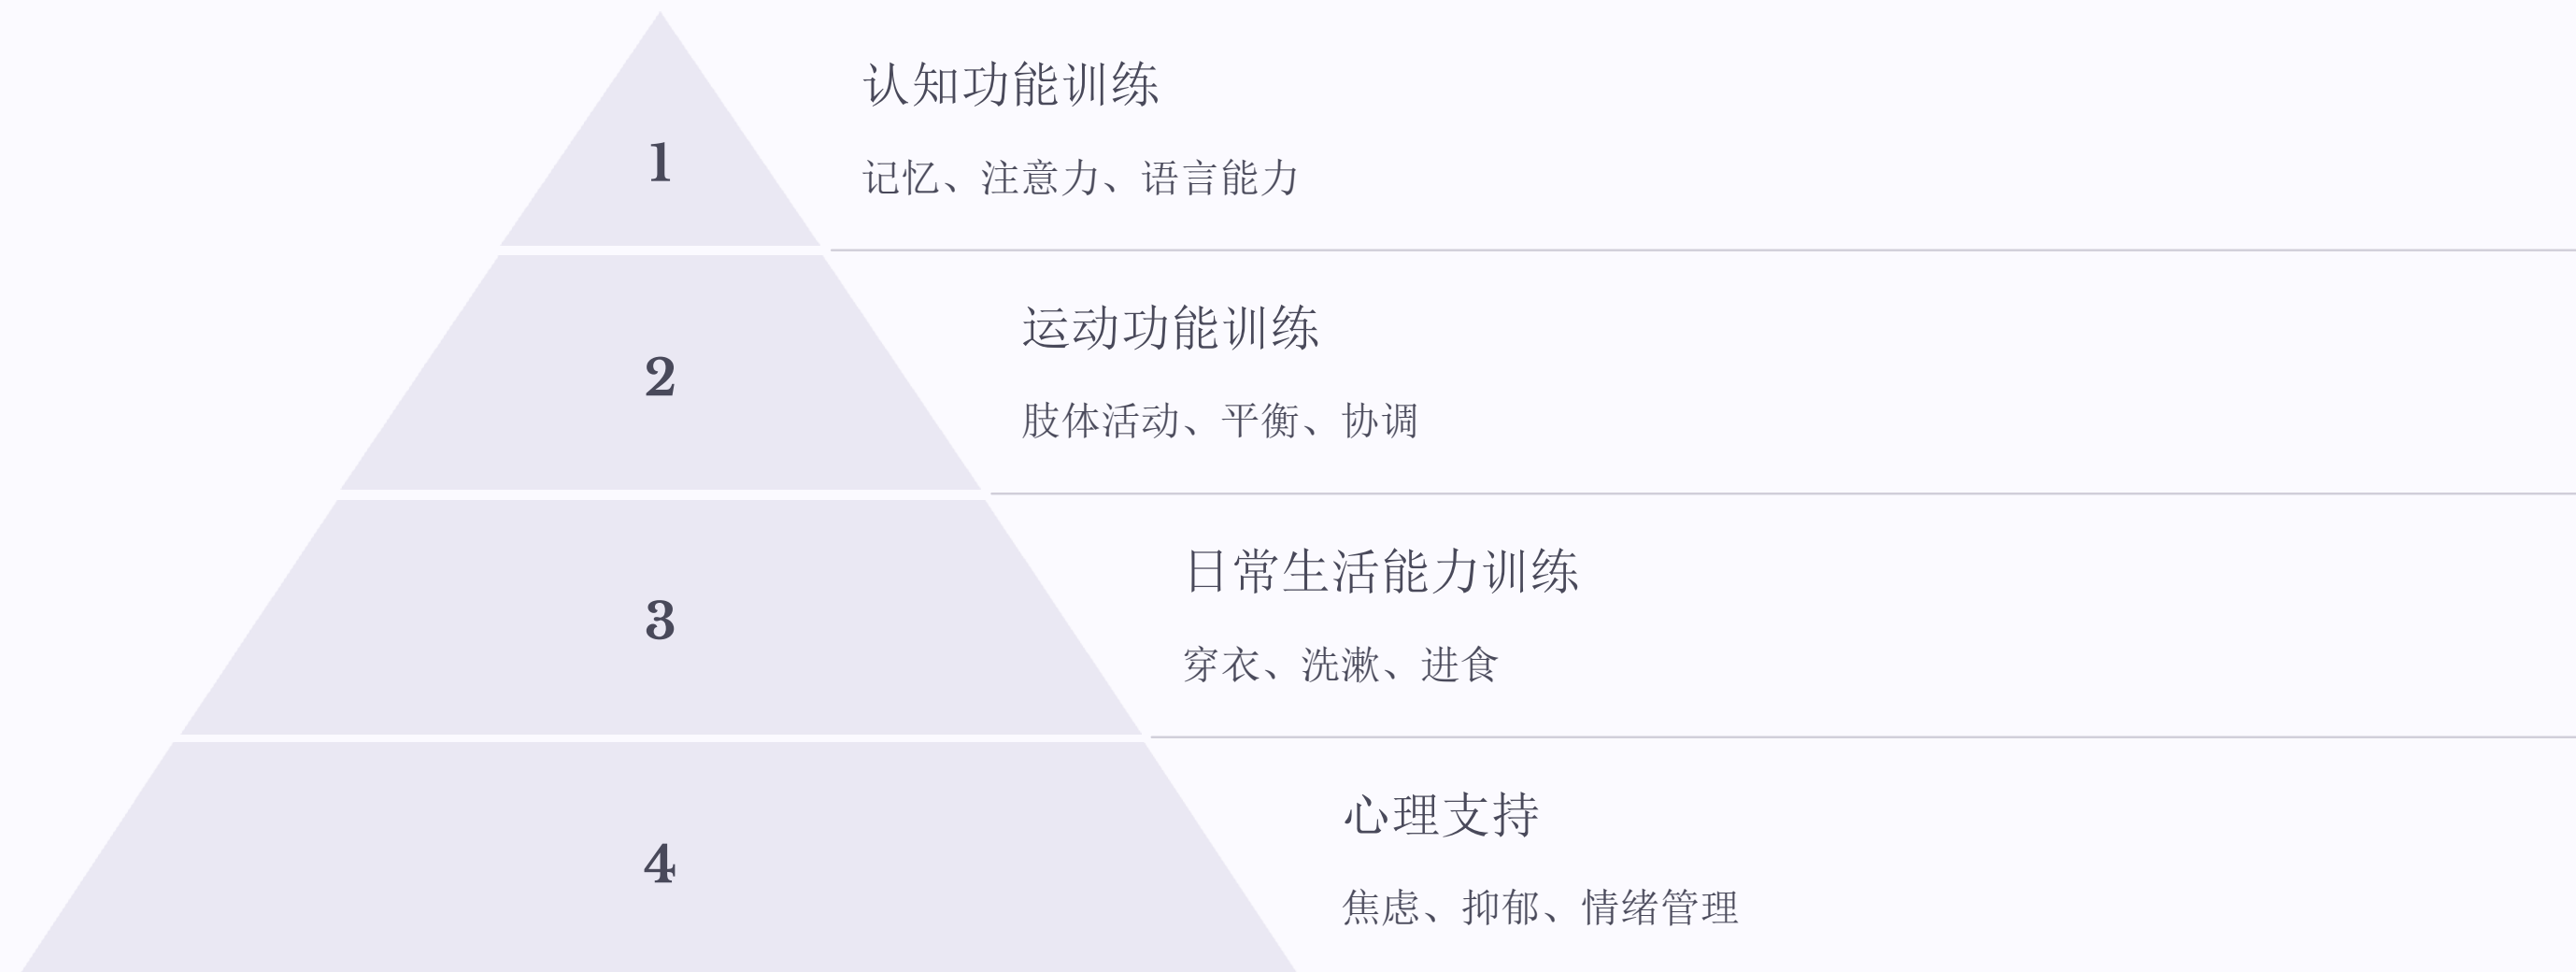 1
认知功能训练
记忆、注意力、语言能力
2
运动功能训练
肢体活动、平衡、协调
3
日常生活能力训练
穿衣、洗漱、进食
4
心理支持
焦虑、抑郁、情绪管理